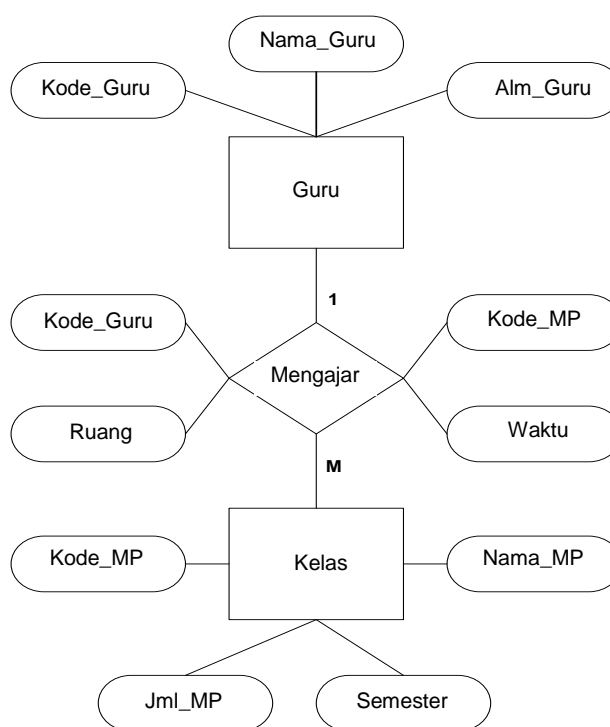 Nama_Guru
Kode_Guru
Alm_Guru
Guru
1
Kode_Guru
Kode_MP
Mengajar
Ruang
Waktu
M
Kode_MP
Kelas
Nama_MP
Jml_MP
Semester